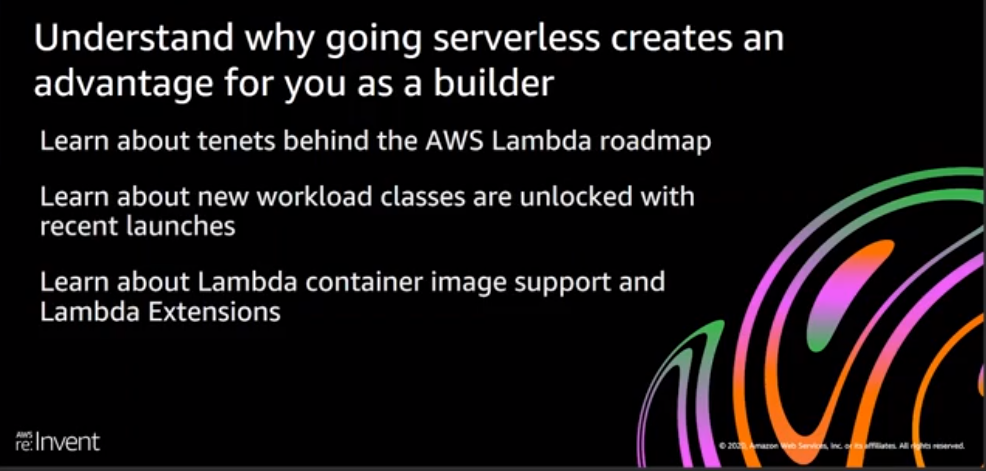 Understand why going serverless creates an
advantage for you as a builder
Learn about tenets behind the AWS Lambda roadmap
Learn about new workload classes are unlocked with
recent launches
Learn about Lambda container image support and
Lambda Extensions
AWS
re:Invent
© 2020, Amazon Web Services, Inc. or its affiliates. All rights reserved.